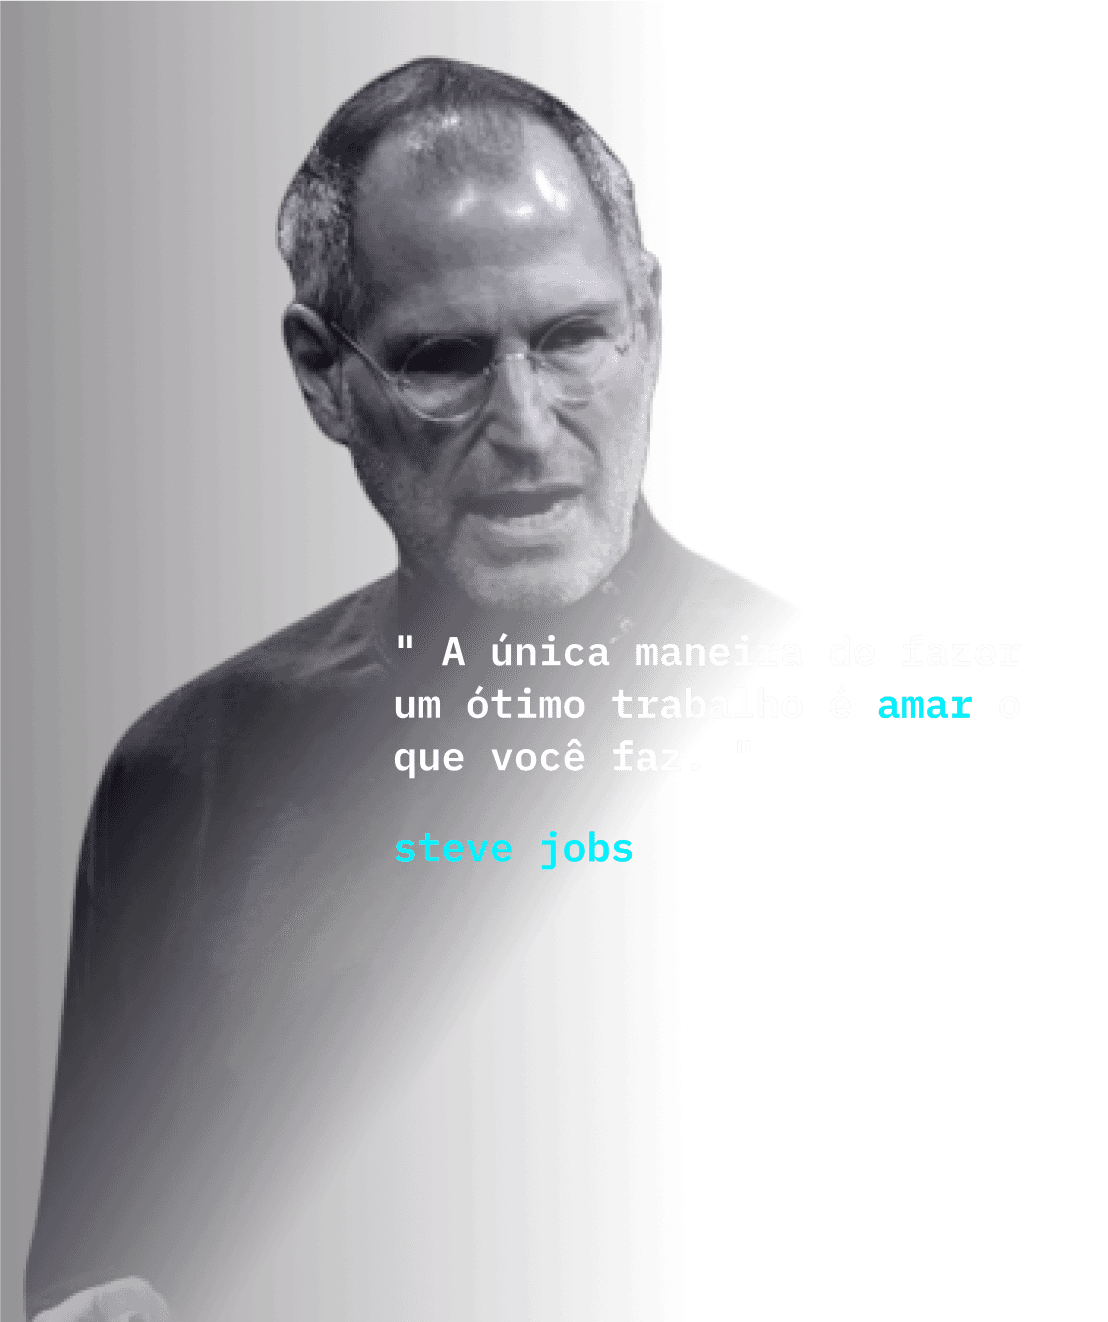 " A única maneira de fazer
um ótimo trabalho é amar o
que você faz. "
steve jobs